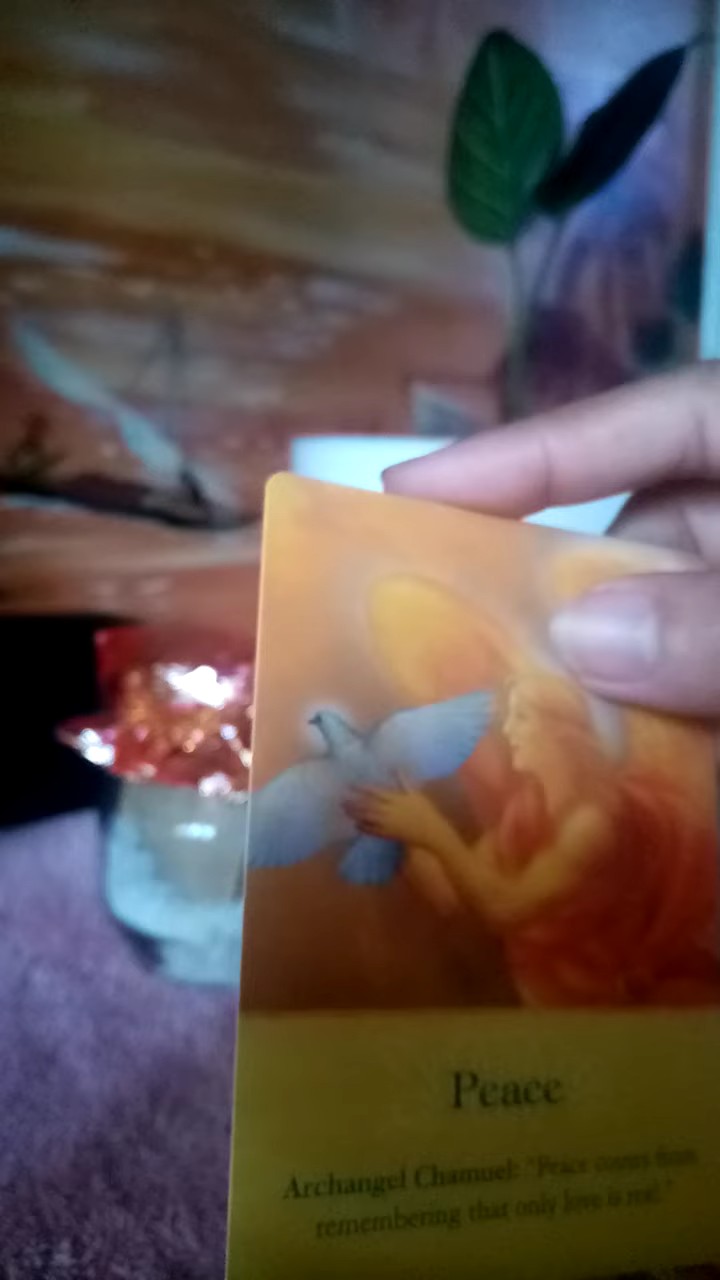 Peace
Archangel Chamuel: "Peace comes from
remembering that only love is real."